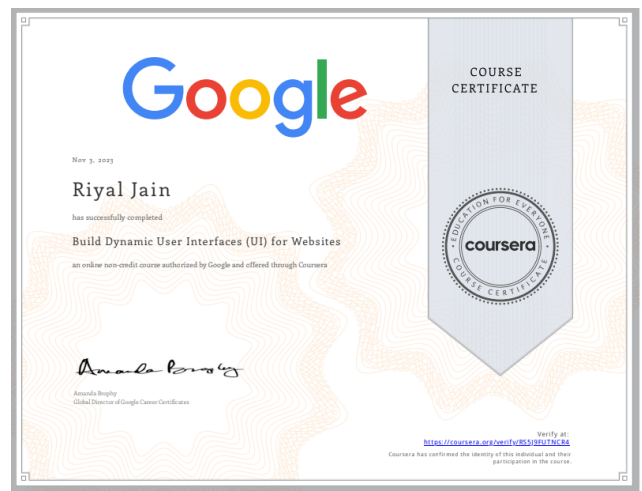 Google
COURSE
CERTIFICATE
Nov 3, 2023
Riyal Jain
has successfully completed
Build Dynamic User Interfaces (UI) for Websites
an online non-credit course authorized by Google and offered through Coursera
EDUCATION FOR EVERYONE
coursera
COURSE CERTIFICATE
Amanda Brophy
Amanda Brophy
Global Director of Google Career Certificates
Verify at:
https://coursera.org/verify/RS5J9FUTNCR4
Coursera has confirmed the identity of this individual and their
participation in the course.